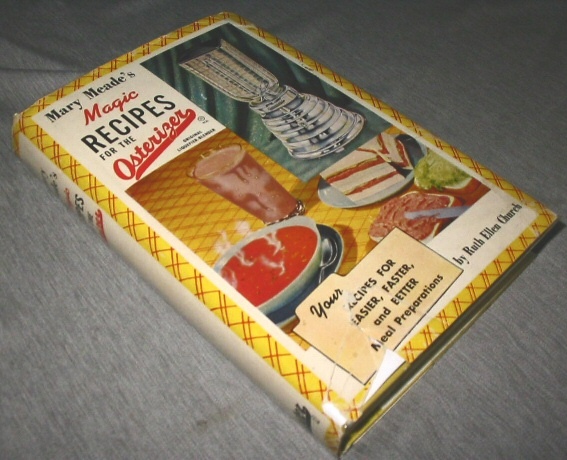 Mary Meade's
Magic
RECIPES
FOR THE
Osterizer
®
ORIGINAL
LIQUEFIER-BLENDER
Your
RECIPES FOR
EASIER, FASTER,
and BETTER
Meal Preparations
by Ruth Ellen Church